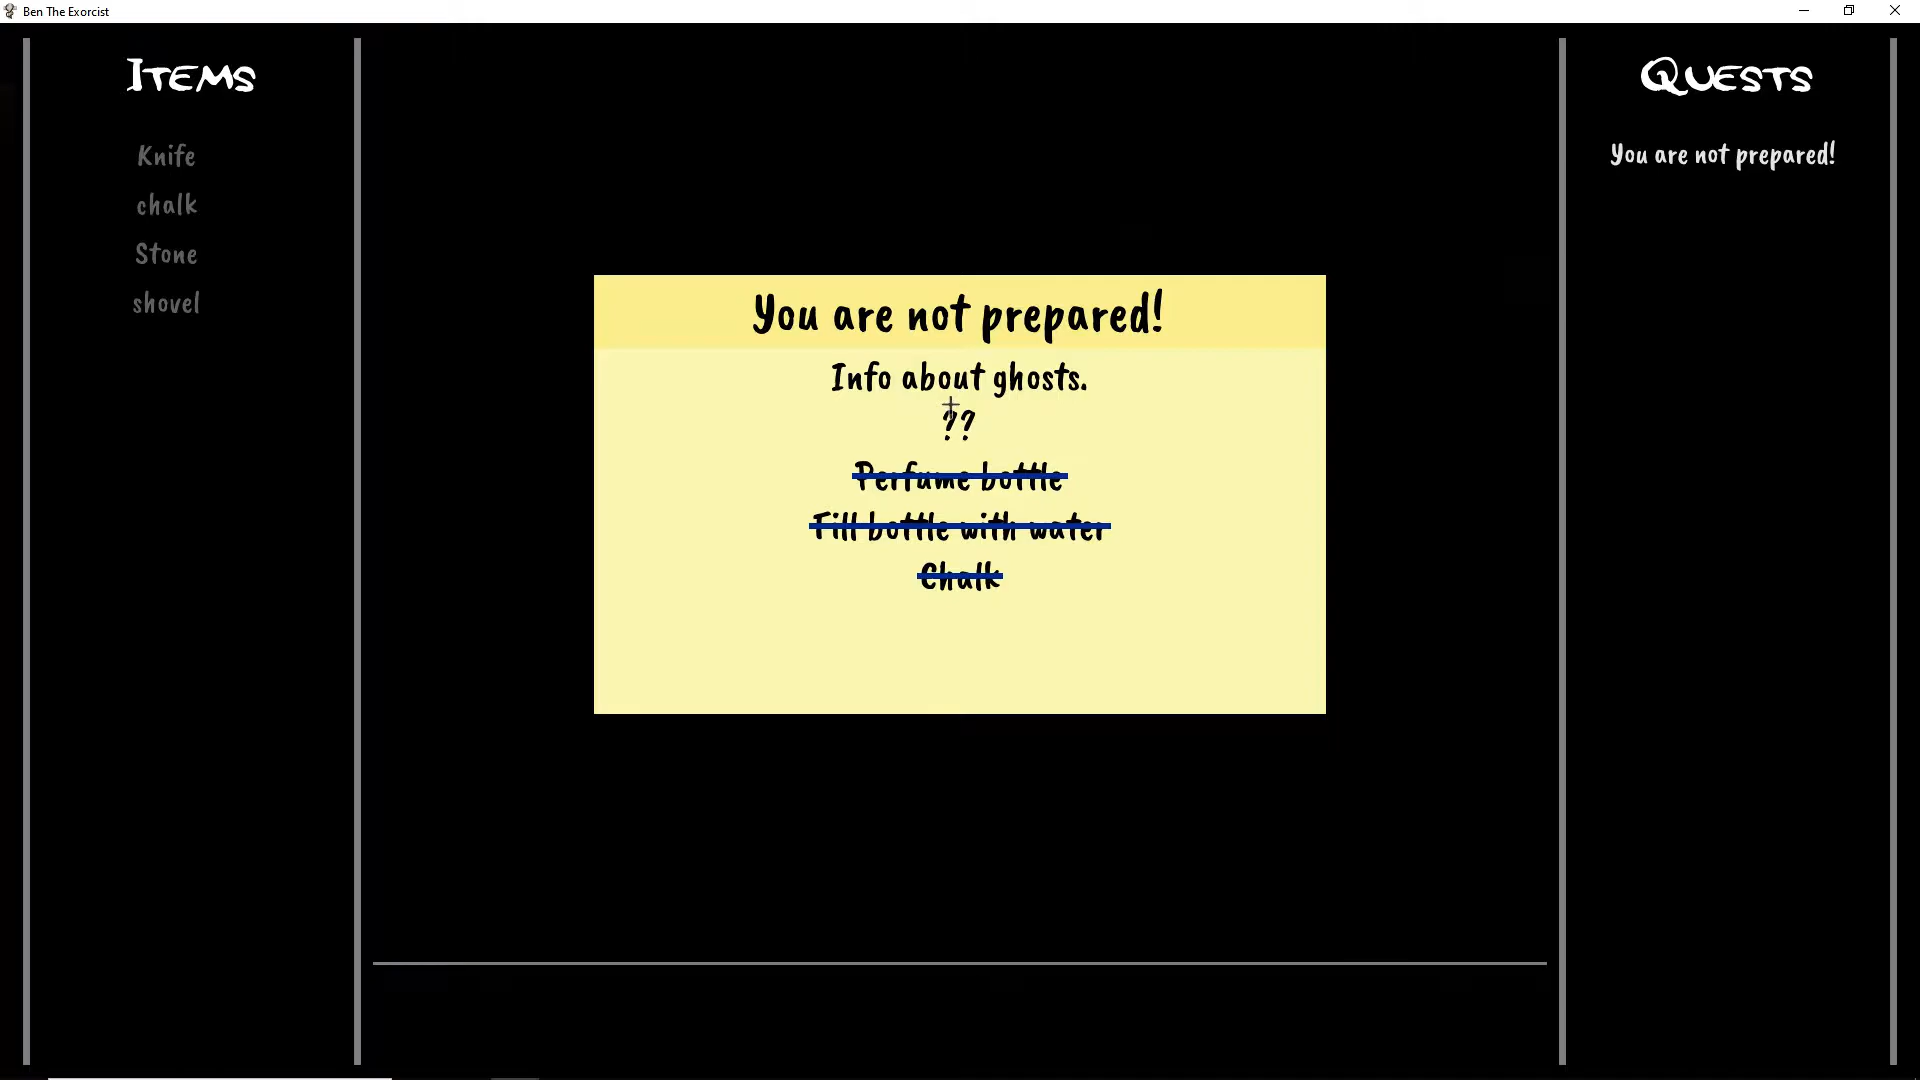 Ben The Exorcist
Items
Knife
chalk
Stone
shovel
You are not prepared!
Info about ghosts.
??
Perfume bottle
Fill bottle with water
Chalk
Quests
You are not prepared!